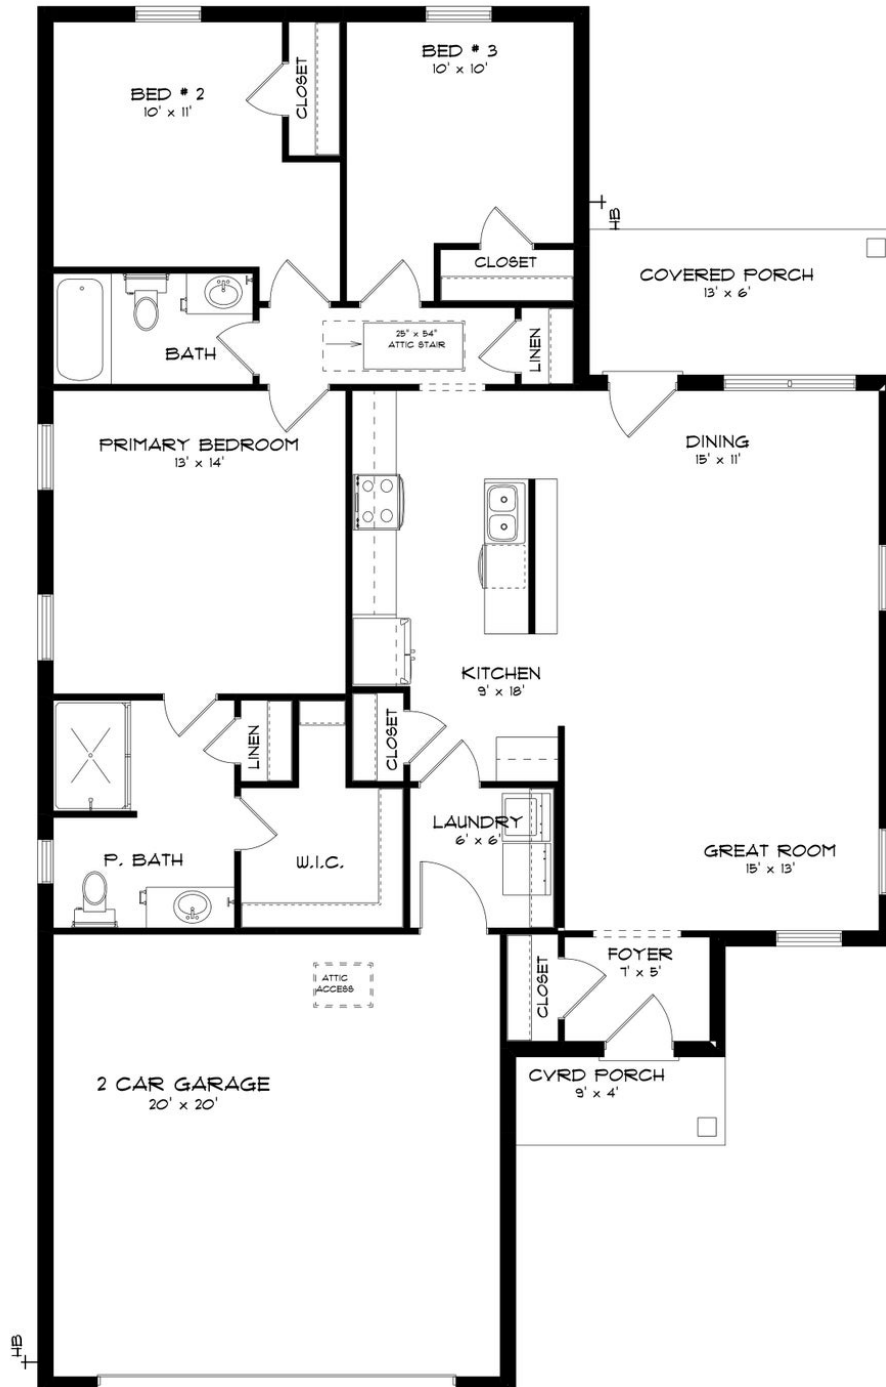 BED # 2
10' x 11'
CLOSET
BED # 3
10' x 10'
CLOSET
HB
COVERED PORCH
13' x 6'
BATH
25" x 54"
ATTIC STAIR
LINEN
PRIMARY BEDROOM
13' x 14'
DINING
15' x 11'
KITCHEN
9' x 18'
LINEN
CLOSET
P. BATH
W.I.C.
LAUNDRY
6' x 6'
GREAT ROOM
15' x 13'
ATTIC
ACCESS
CLOSET
FOYER
7' x 5'
2 CAR GARAGE
20' x 20'
CVRD PORCH
9' x 4'
HB